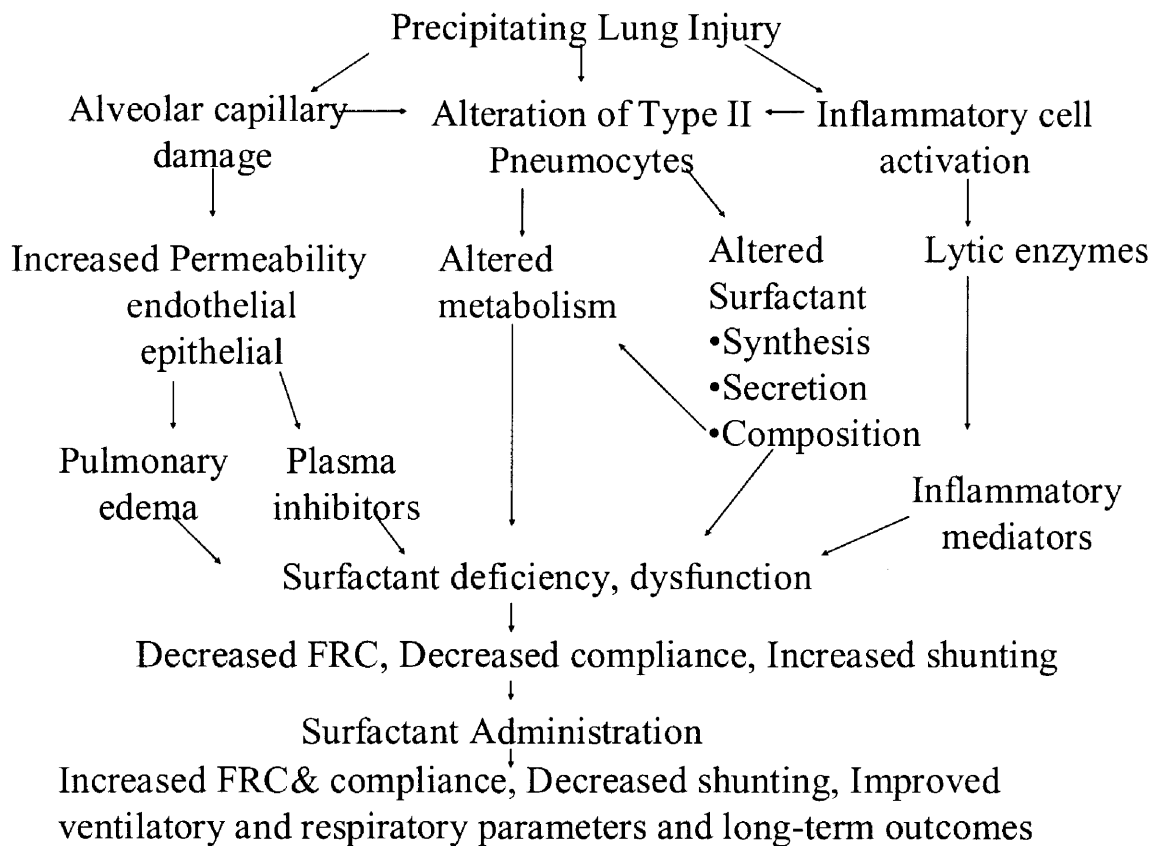 Precipitating Lung Injury
Alveolar capillary
damage
Alteration of Type II
Pneumocytes
Inflammatory cell
activation
Increased Permeability
endothelial
epithelial
Altered
metabolism
Altered
Surfactant
•Synthesis
•Secretion
•Composition
Lytic enzymes
Pulmonary
edema
Plasma
inhibitors
Inflammatory
mediators
Surfactant deficiency, dysfunction
Decreased FRC, Decreased compliance, Increased shunting
Surfactant Administration
Increased FRC& compliance, Decreased shunting, Improved
ventilatory and respiratory parameters and long-term outcomes